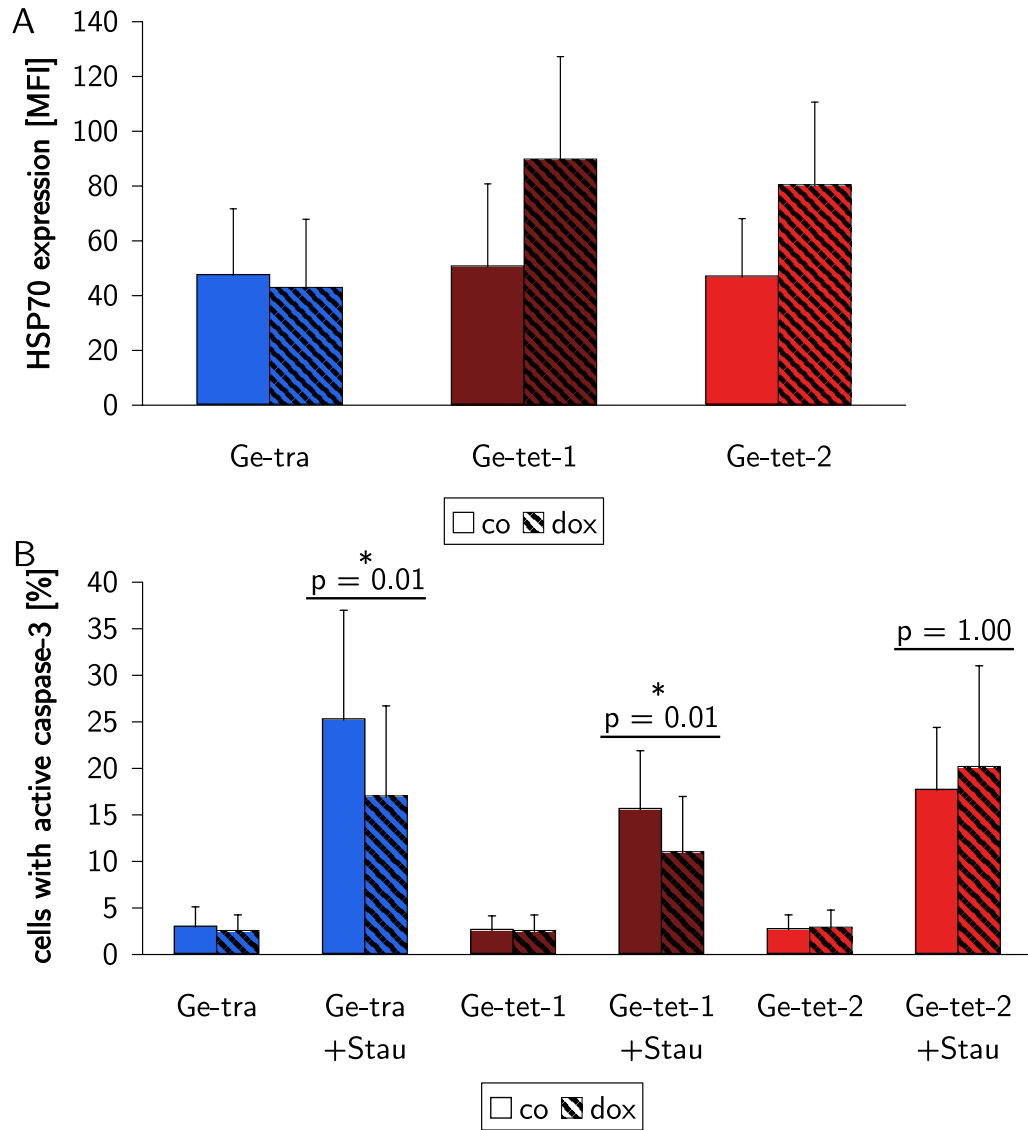 A
HSP70 expression [MFI]
140
120
100
80
60
40
20
0
Ge-tra Ge-tet-1 Ge-tet-2
co dox
B
cells with active caspase-3 [%]
40
35
30
25
20
15
10
5
0
*
p = 0.01
*
p = 0.01
p = 1.00
Ge-tra Ge-tra Ge-tet-1 Ge-tet-1 Ge-tet-2 Ge-tet-2
+Stau +Stau +Stau
co dox